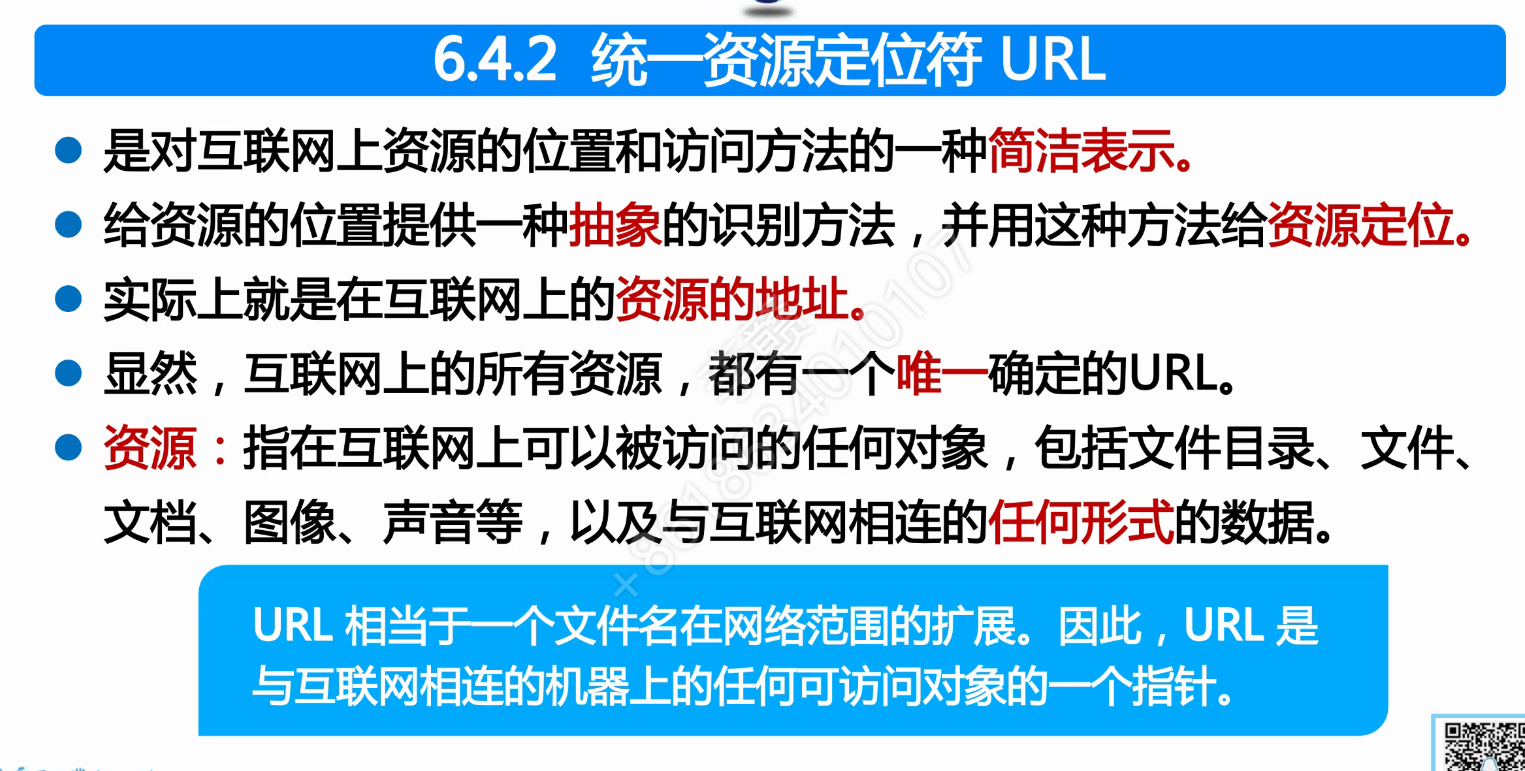 6.4.2 统一资源定位符 URL
是对互联网上资源的位置和访问方法的一种简洁表示。
给资源的位置提供一种抽象的识别方法，并用这种方法给资源定位。
实际上就是在互联网上的资源的地址。
显然，互联网上的所有资源，都有一个唯一确定的URL。
资源：指在互联网上可以被访问的任何对象，包括文件目录、文件、
文档、图像、声音等，以及与互联网相连的任何形式的数据。
URL 相当于一个文件名在网络范围的扩展。因此，URL 是
与互联网相连的机器上的任何可访问对象的一个指针。